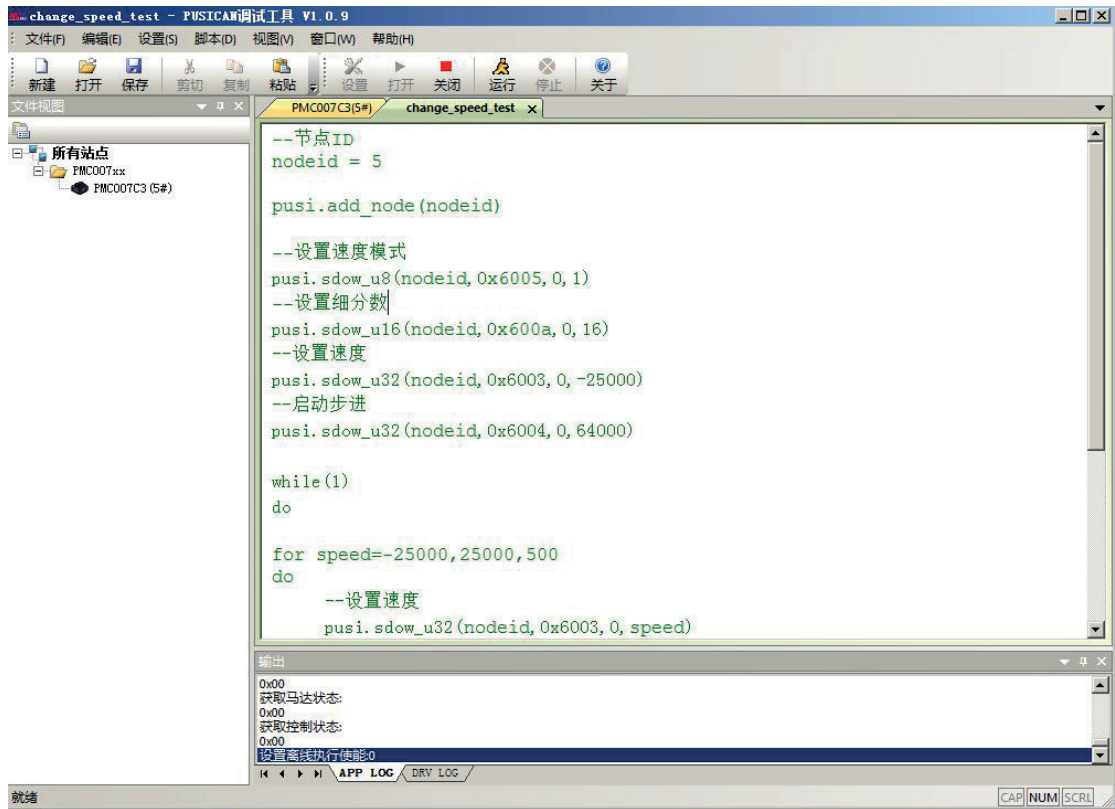 change_speed_test - PUSICAN调试工具 V1.0.9
文件(F) 编辑(E) 设置(S) 脚本(D) 视图(V) 窗口(W) 帮助(H)
新建 打开 保存 剪切 复制 粘贴 设置 打开 关闭 运行 停止 关于
文件视图
所有站点
PMC007xx
PMC007C3 (5#)
PMC007C3(5#) change_speed_test
--节点ID
nodeid = 5
pusi.add_node(nodeid)
--设置速度模式
pusi.sdow_u8(nodeid,0x6005,0,1)
--设置细分数
pusi.sdow_u16(nodeid,0x600a,0,16)
--设置速度
pusi.sdow_u32(nodeid,0x6003,0,-25000)
--启动步进
pusi.sdow_u32(nodeid,0x6004,0,64000)
while(1)
do
for speed=-25000,25000,500
do
--设置速度
pusi.sdow_u32(nodeid,0x6003,0,speed)
输出
0x00
获取马达状态:
0x00
获取控制状态:
0x00
设置离线执行使能:0
APP LOG DRV LOG
就绪
CAP NUM SCRL